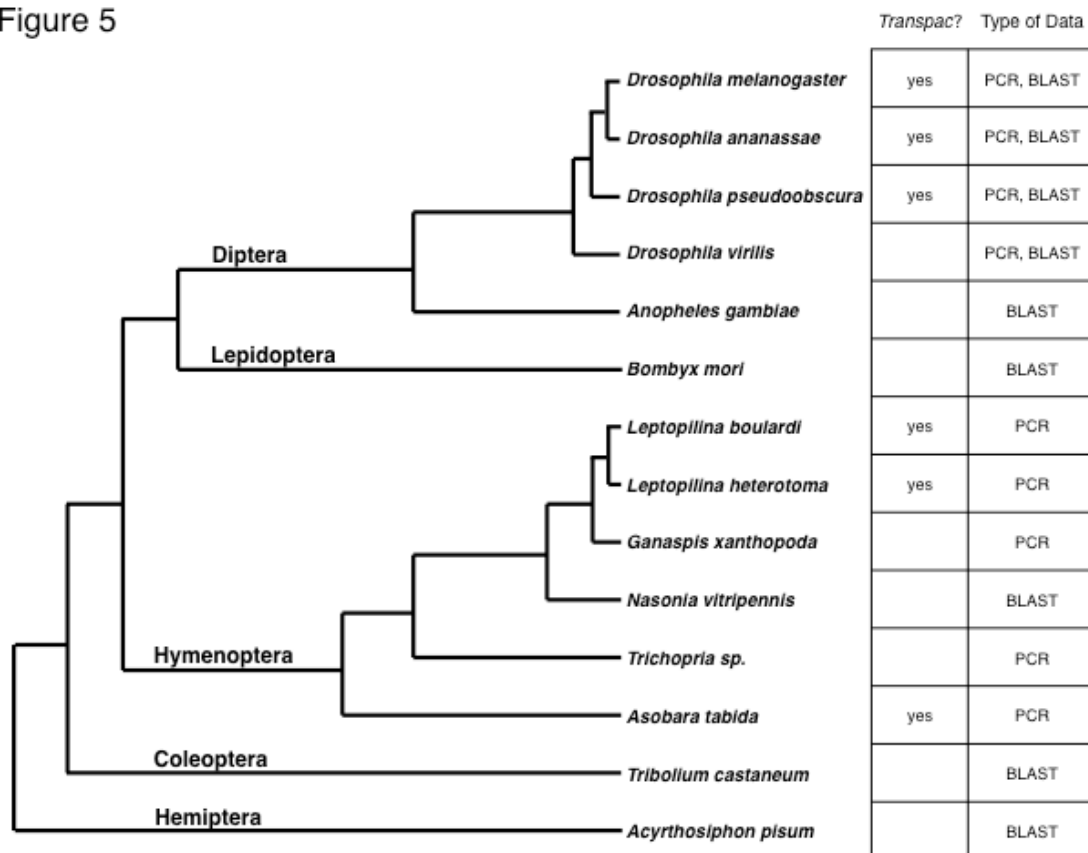 Figure 5
Transpac? Type of Data
Drosophila melanogaster yes PCR, BLAST
Drosophila ananassae yes PCR, BLAST
Drosophila pseudoobscura yes PCR, BLAST
Drosophila virilis PCR, BLAST
Diptera
Anopheles gambiae BLAST
Lepidoptera
Bombyx mori BLAST
Leptopilina boulardi yes PCR
Leptopilina heterotoma yes PCR
Ganaspis xanthopoda PCR
Nasonia vitripennis BLAST
Hymenoptera
Trichopria sp. PCR
Asobara tabida yes PCR
Coleoptera
Tribolium castaneum BLAST
Hemiptera
Acyrthosiphon pisum BLAST